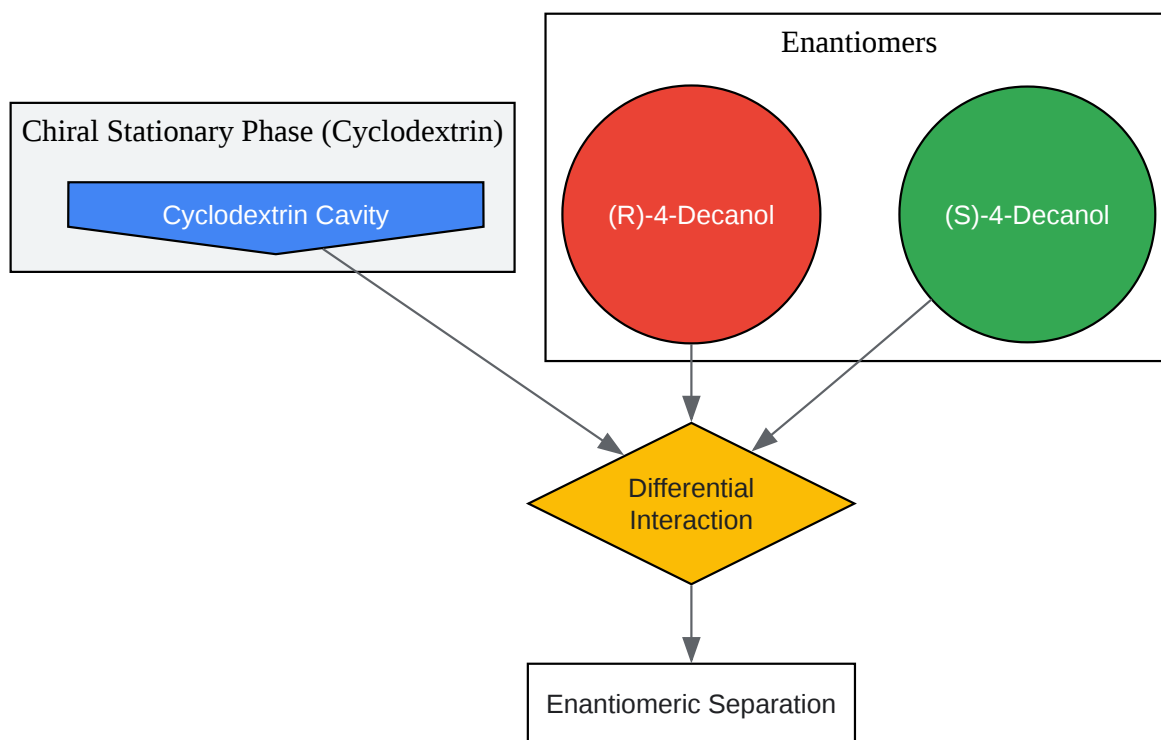 Enantiomers
Chiral Stationary Phase (Cyclodextrin)
Cyclodextrin Cavity
(R)-4-Decanol
(S)-4-Decanol
Differential
Interaction
Enantiomeric Separation